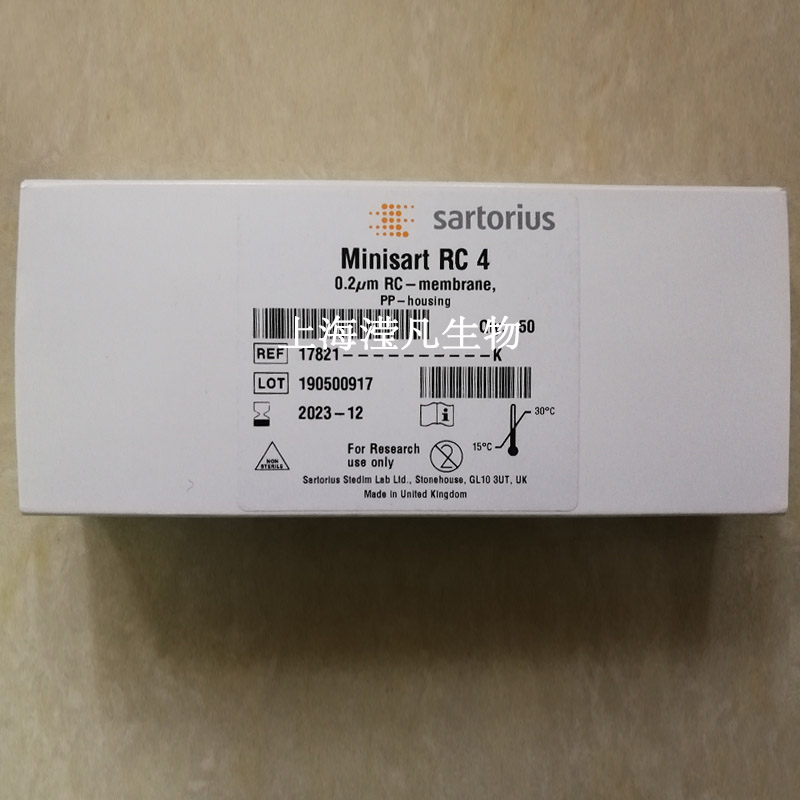 sartorius
Minisart RC 4
0.2µm RC-membrane,
PP-housing
50
上海滢凡生物
REF 17821-----------K
LOT 190500917
2023-12
i
30°C
15°C
NON STERILE
2
For Research
use only
Sartorius Stedim Lab Ltd., Stonehouse, GL10 3UT, UK
Made in United Kingdom